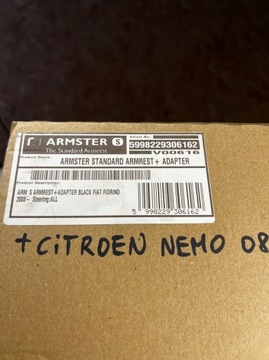 ARMSTER S
The Standard Armrest
Article No:
5998229306162
V00616
Product Name:
ARMSTER STANDARD ARMREST+ ADAPTER
Product Description:
ARM S ARMREST+ADAPTER BLACK FIAT FIORINO
2008- Steering:ALL
5 998229 306162
+ CiTROEN NEMO 08